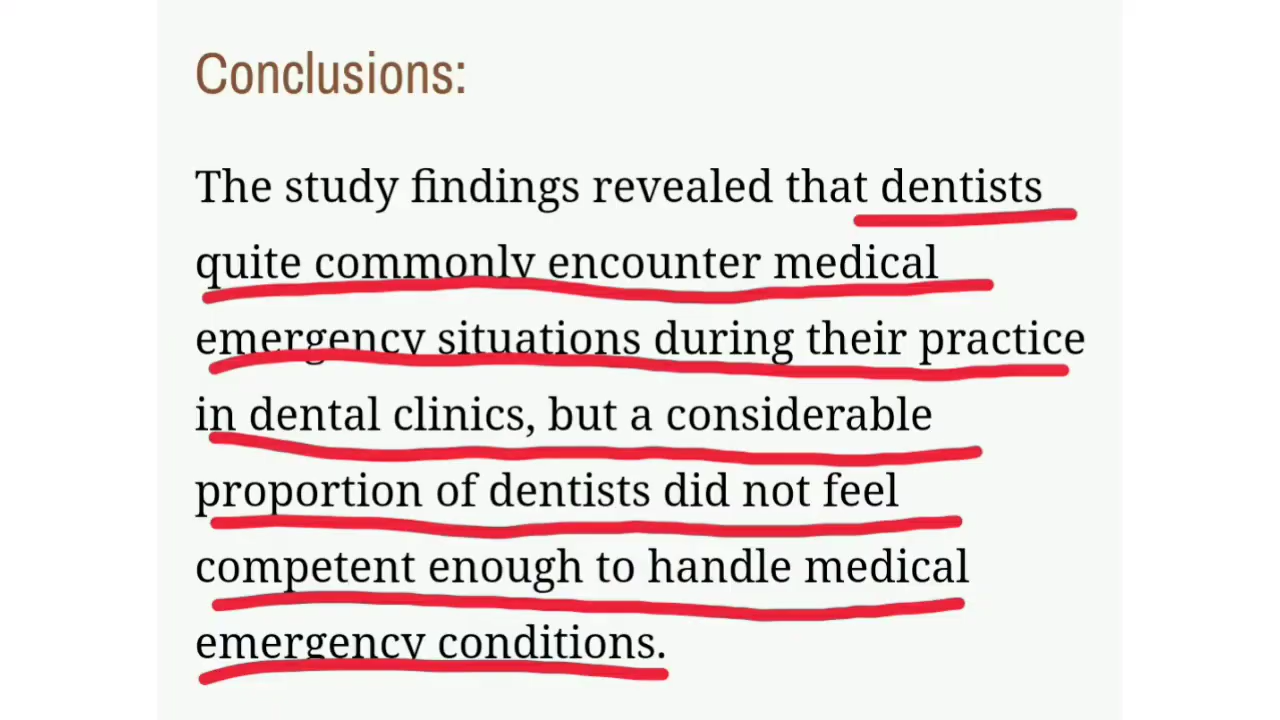 Conclusions:
The study findings revealed that dentists
quite commonly encounter medical
emergency situations during their practice
in dental clinics, but a considerable
proportion of dentists did not feel
competent enough to handle medical
emergency conditions.